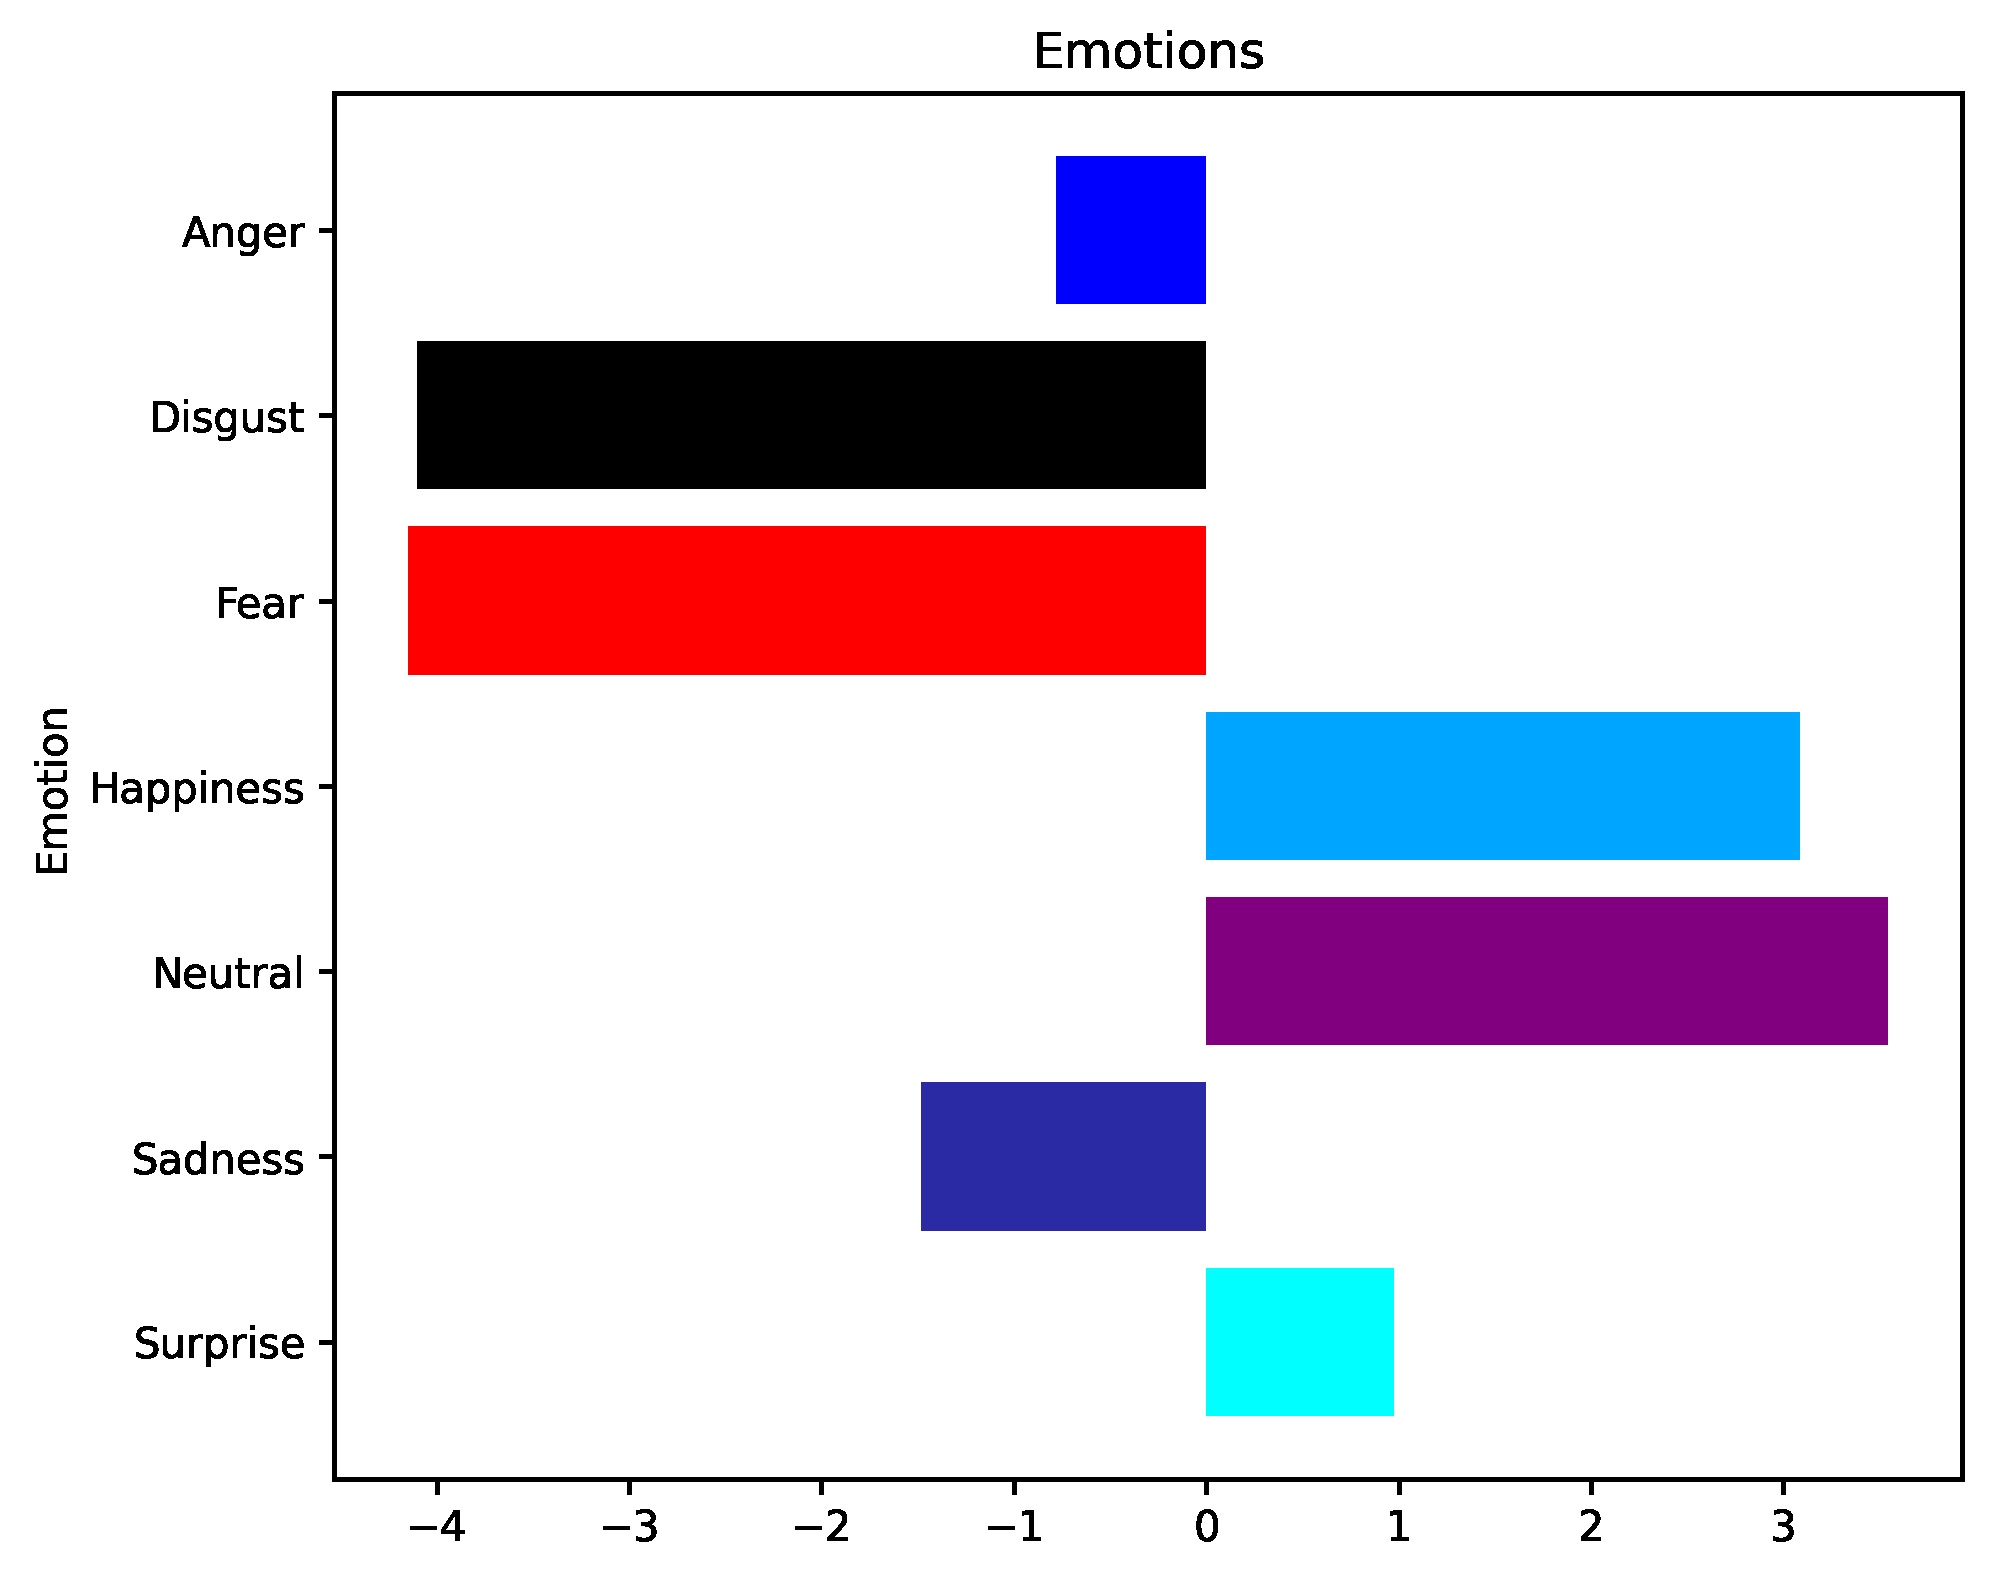 Emotions
Anger
Disgust
Fear
Happiness
Neutral
Sadness
Surprise
Emotion
−4 −3 −2 −1 0 1 2 3